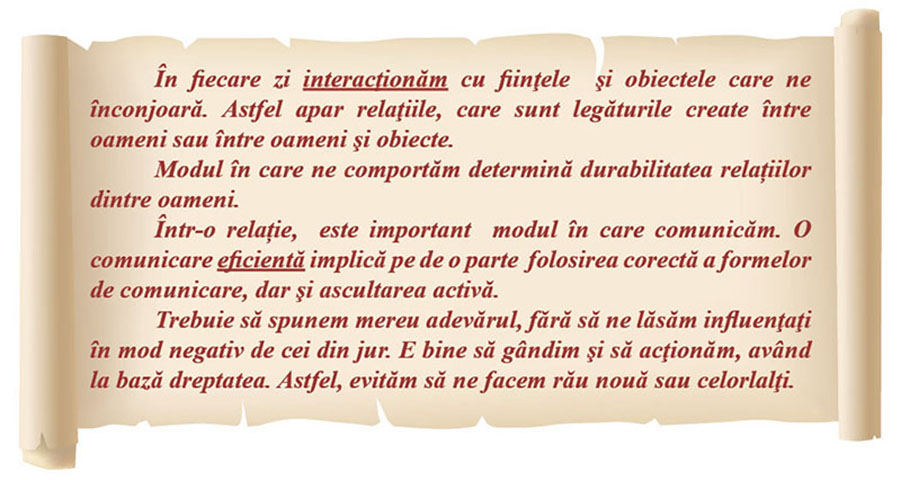 În fiecare zi interacționăm cu ființele și obiectele care ne
înconjoară. Astfel apar relațiile, care sunt legăturile create între
oameni sau între oameni şi obiecte.
Modul în care ne comportăm determină durabilitatea relațiilor
dintre oameni.
Într-o relație, este important modul în care comunicăm. O
comunicare eficientă implică pe de o parte folosirea corectă a formelor
de comunicare, dar şi ascultarea activă.
Trebuie să spunem mereu adevărul, fără să ne lăsăm influenţaţi
în mod negativ de cei din jur. E bine să gândim şi să acţionăm, având
la bază dreptatea. Astfel, evităm să ne facem rău nouă sau celorlalţi.